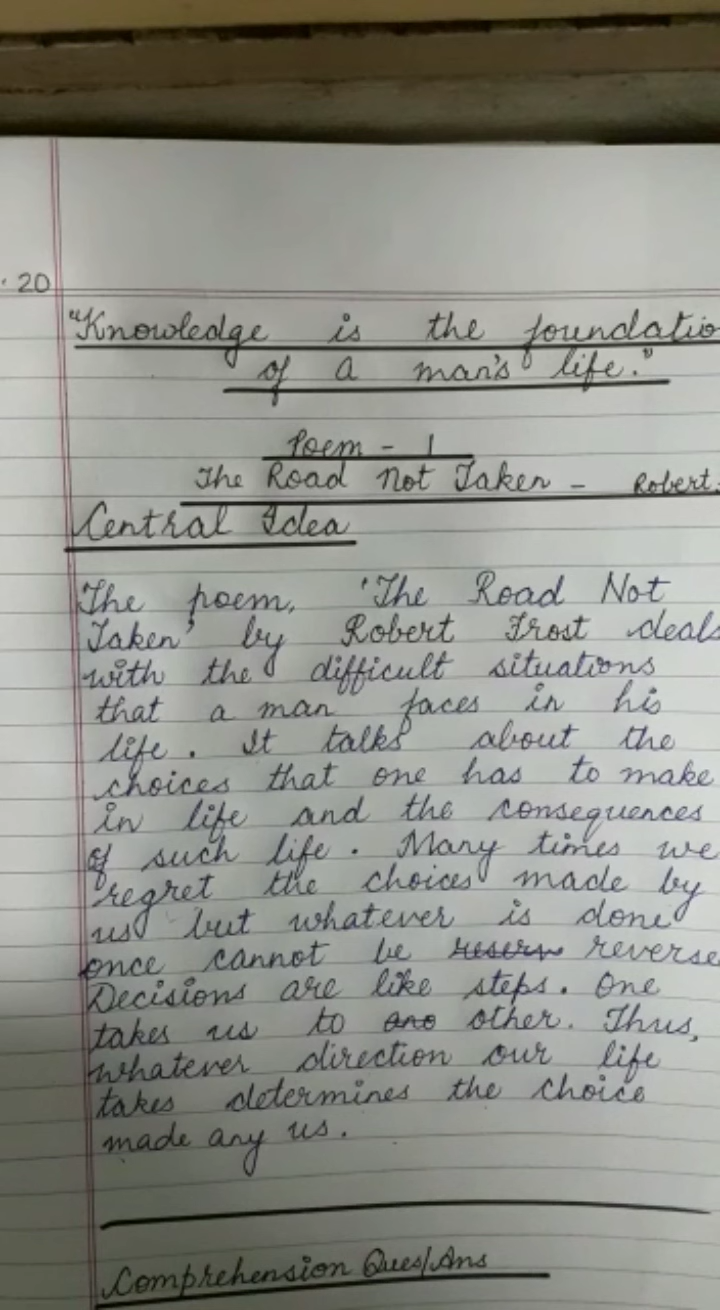 . 20
"Knowledge is the foundatio
of a man's life."
Poem - 1
The Road Not Taken - Robert
Central Idea
The poem, 'The Road Not
Taken' by Robert Frost deals
with the difficult situations
that a man faces in his
life. It talks about the
choices that one has to make
in life and the consequences
of such life. Many times we
regret the choices made by
us but whatever is done
once cannot be reverse
Decisions are like steps. One
takes us to other. Thus,
whatever direction our life
takes determines the choice
made any us.
Comprehension Ques/Ans